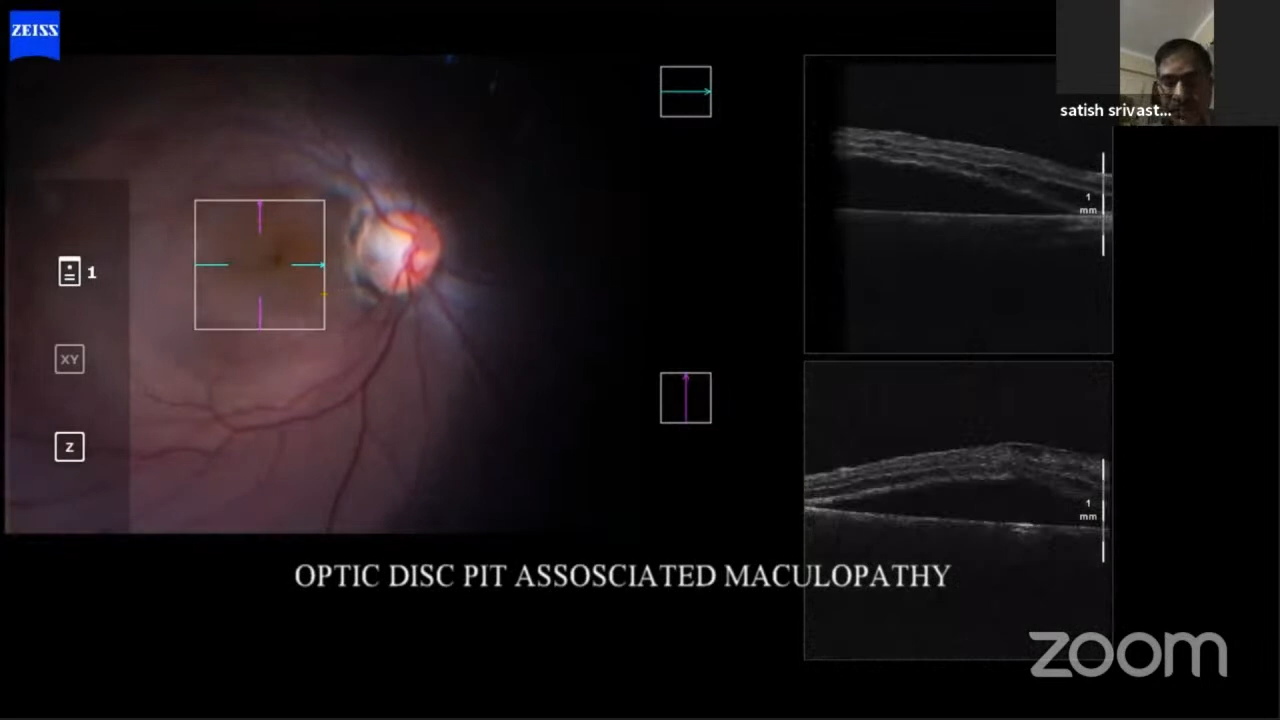 ZEISS
satish srivast...
1
mm
1
XY
Z
1
mm
OPTIC DISC PIT ASSOSCIATED MACULOPATHY
zoom